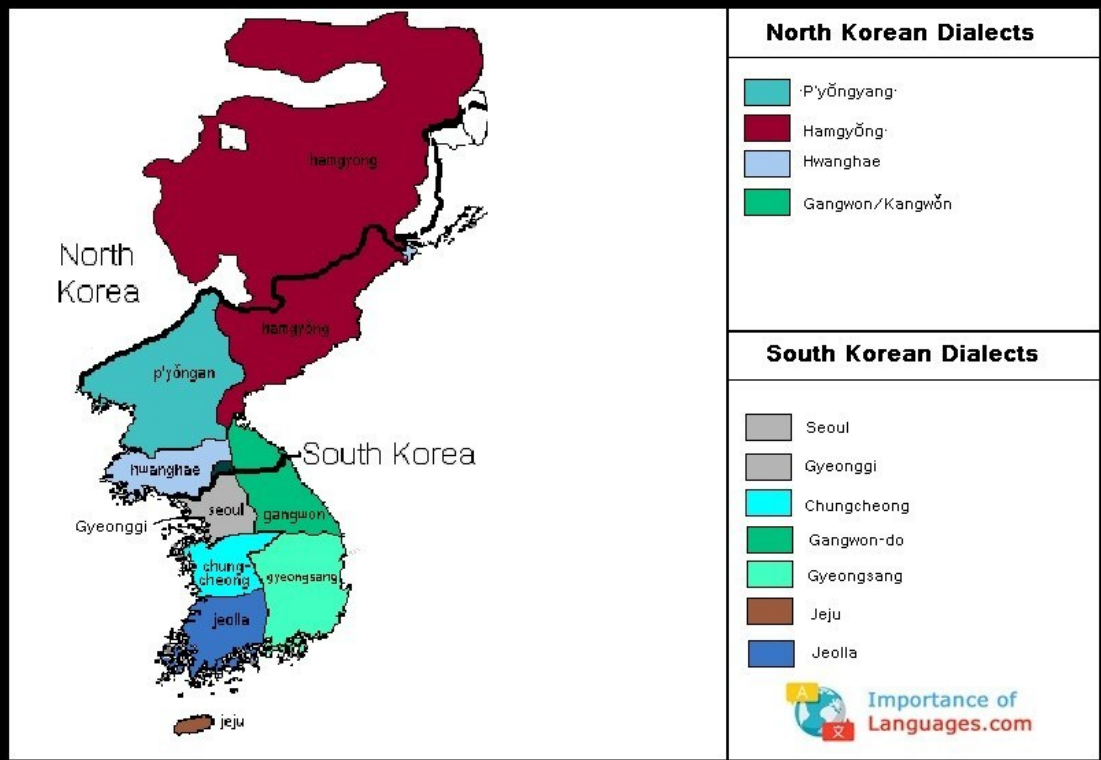 hamgyong
North
Korea
hamgyŏng
p'yŏngan
South Korea
hwanghae
seoul
gangwon
Gyeonggi
chung-
cheong
gyeongsang
jeolla
jeju
North Korean Dialects
·P'yŏngyang·
Hamgyŏng·
Hwanghae
Gangwon/Kangwŏn
South Korean Dialects
Seoul
Gyeonggi
Chungcheong
Gangwon-do
Gyeongsang
Jeju
Jeolla
A
文
Importance of
Languages.com